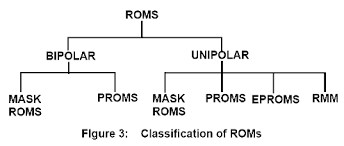 ROMS
BIPOLAR
UNIPOLAR
MASK ROMS
PROMS
MASK ROMS
PROMS
EPROMS
RMM
Figure 3: Classification of ROMs